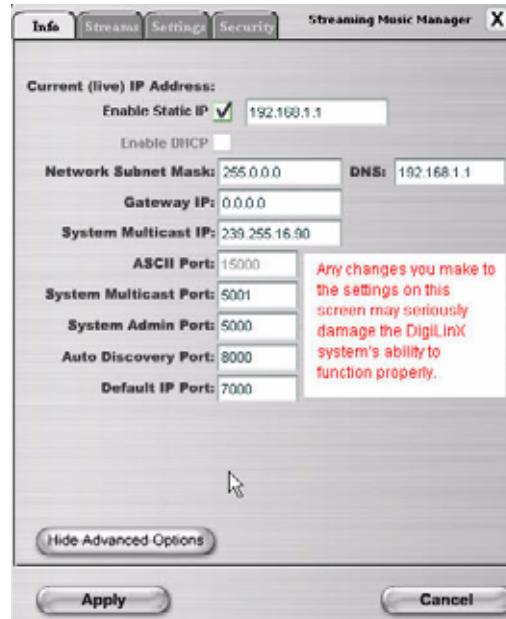 Info Streams Settings Security Streaming Music Manager X
Current (live) IP Address:
Enable Static IP 192.168.1.1
Enable DHCP
Network Subnet Mask: 255.0.0.0 DNS: 192.168.1.1
Gateway IP: 0.0.0.0
System Multicast IP: 239.255.16.90
ASCII Port: 15000
System Multicast Port: 5001
System Admin Port: 5000
Auto Discovery Port: 8000
Default IP Port: 7000
Any changes you make to
the settings on this
screen may seriously
damage the DigiLinX
system's ability to
function properly.
Hide Advanced Options
Apply Cancel